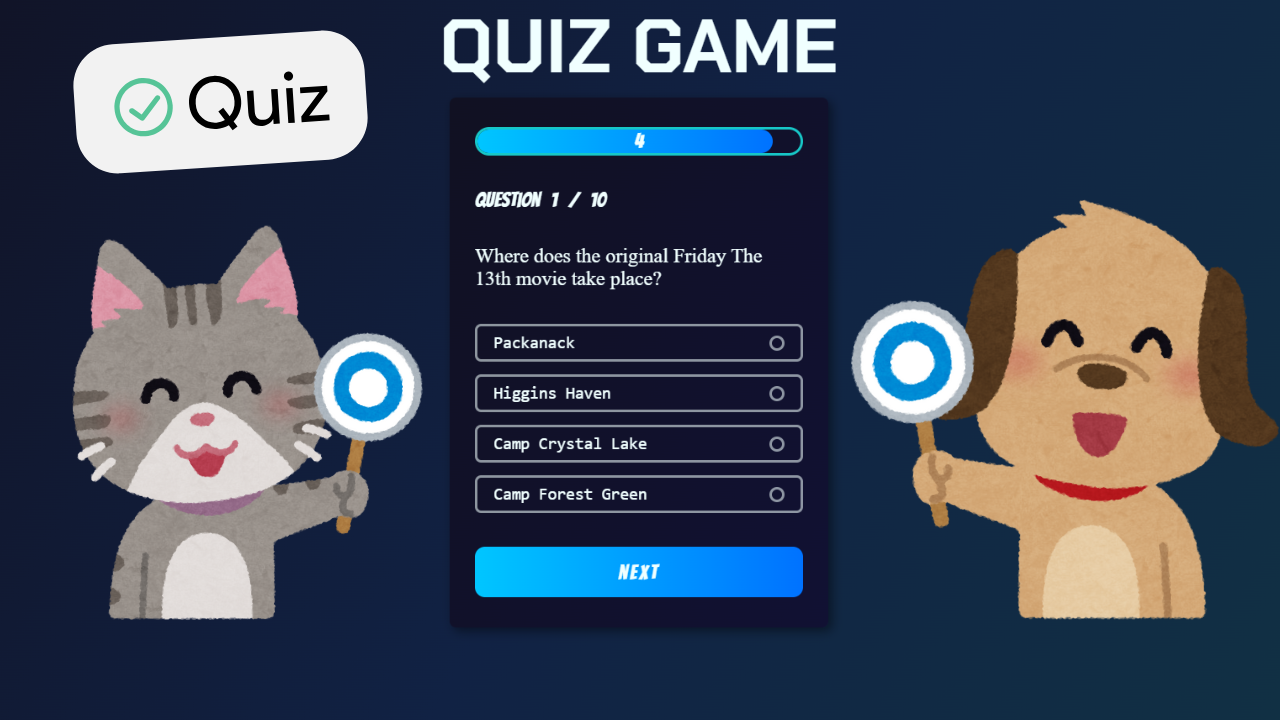 QUIZ GAME
Quiz
4
QUESTION 1 / 10
Where does the original Friday The
13th movie take place?
Packanack
Higgins Haven
Camp Crystal Lake
Camp Forest Green
NEXT